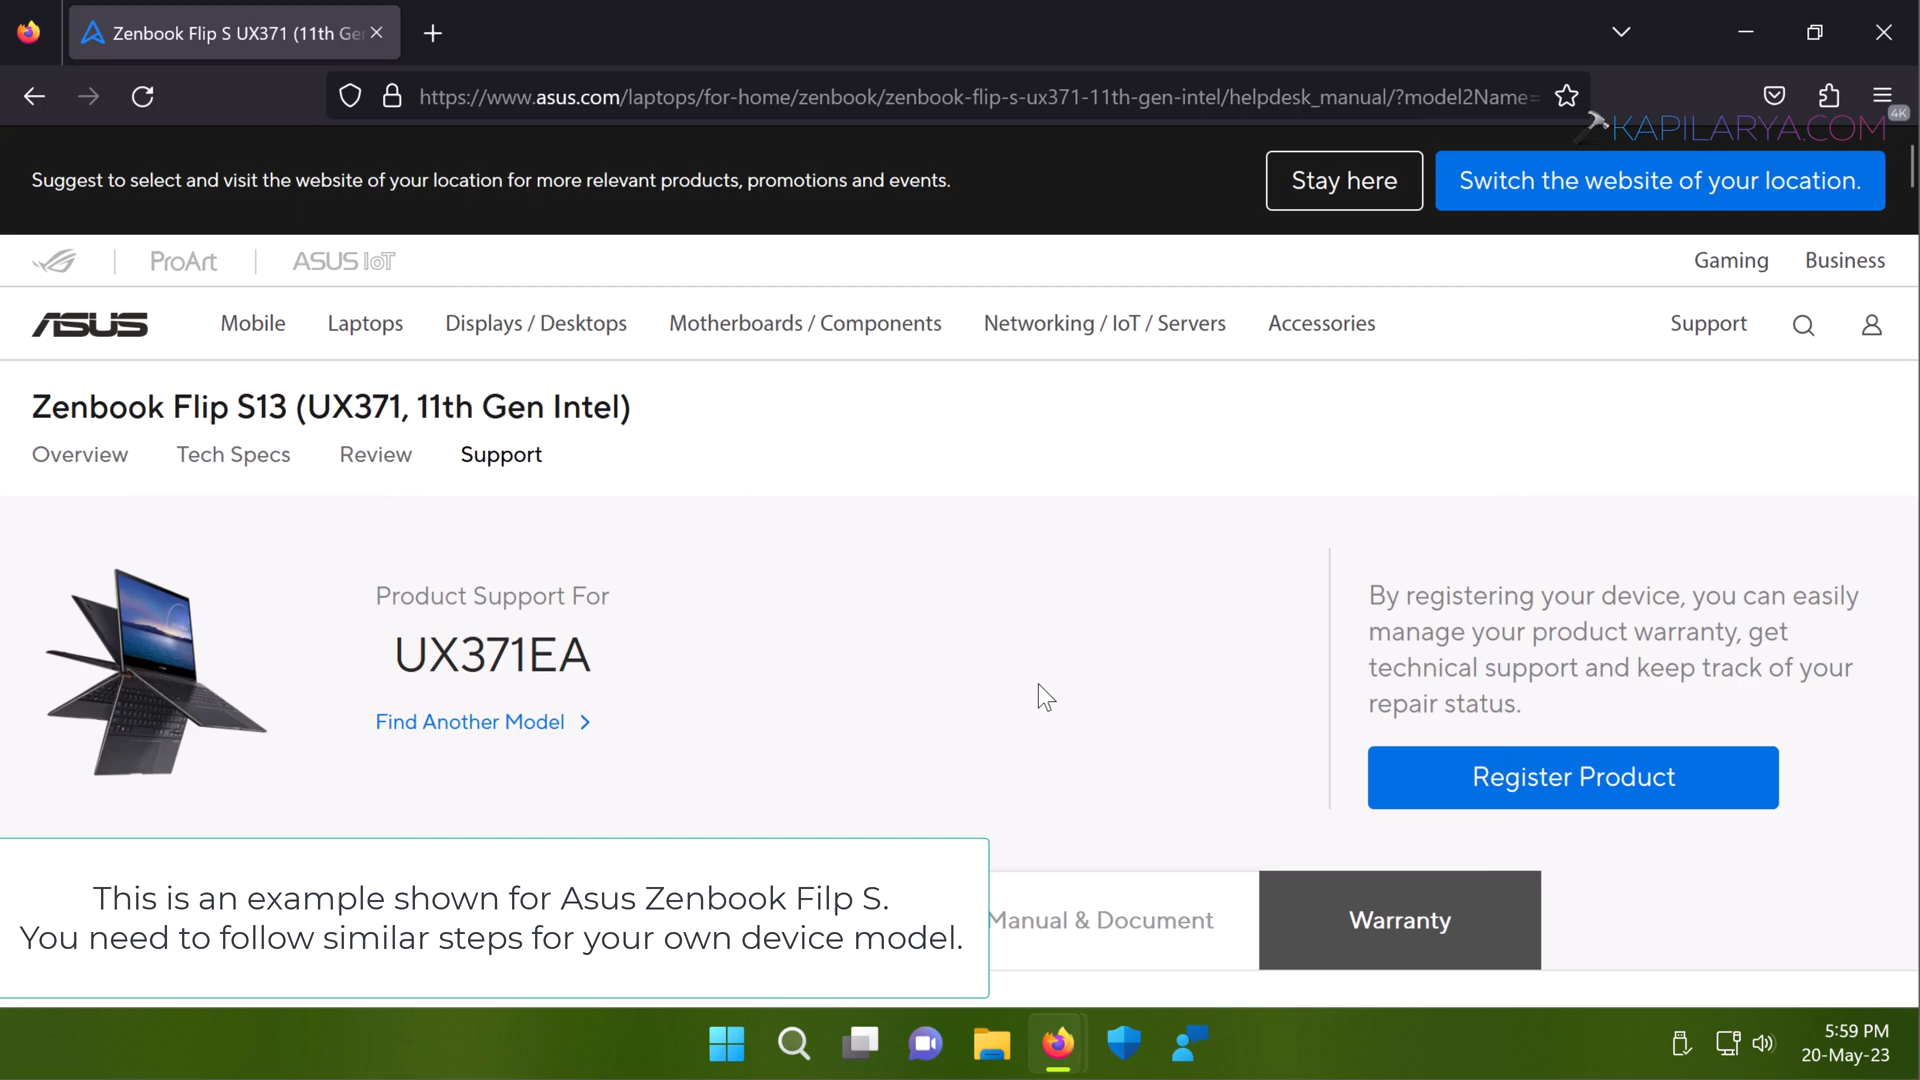 Zenbook Flip S UX371 (11th Ge
https://www.asus.com/laptops/for-home/zenbook/zenbook-flip-s-ux371-11th-gen-intel/helpdesk_manual/?model2Name=
KAPILARYA.COM
4K
Suggest to select and visit the website of your location for more relevant products, promotions and events.
Stay here
Switch the website of your location.
ProArt
ASUS IoT
Gaming
Business
ASUS
Mobile
Laptops
Displays / Desktops
Motherboards / Components
Networking / IoT / Servers
Accessories
Support
Zenbook Flip S13 (UX371, 11th Gen Intel)
Overview
Tech Specs
Review
Support
Product Support For
UX371EA
Find Another Model
By registering your device, you can easily
manage your product warranty, get
technical support and keep track of your
repair status.
Register Product
This is an example shown for Asus Zenbook Filp S.
You need to follow similar steps for your own device model.
Manual & Document
Warranty
5:59 PM
20-May-23